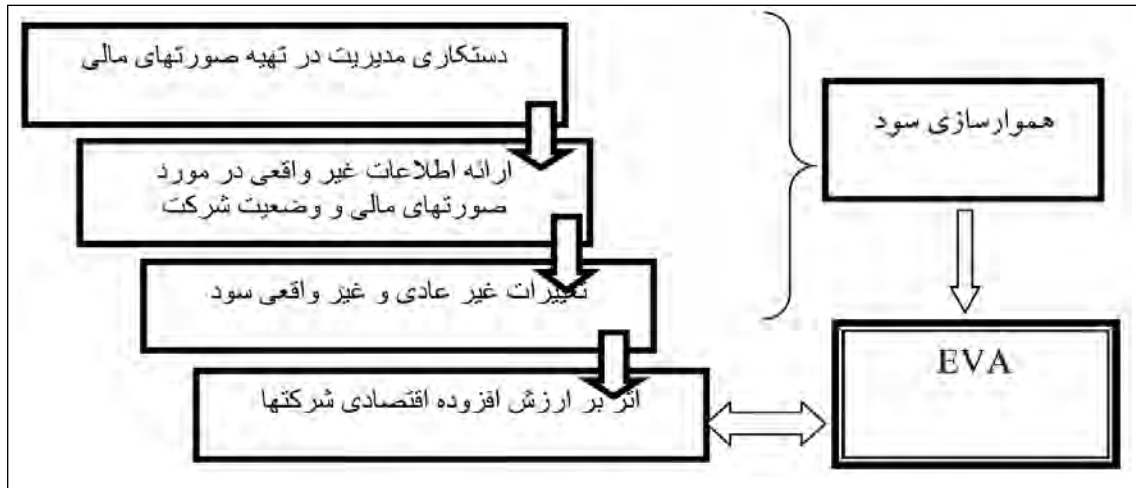 دستکاری مدیریت در تهیه صورتهای مالی
ارائه اطلاعات غیر واقعی در مورد
صورتهای مالی و وضعیت شرکت
تغییرات غیر عادی و غیر واقعی سود
اثر بر ارزش افزوده اقتصادی شرکتها
هموارسازی سود
EVA